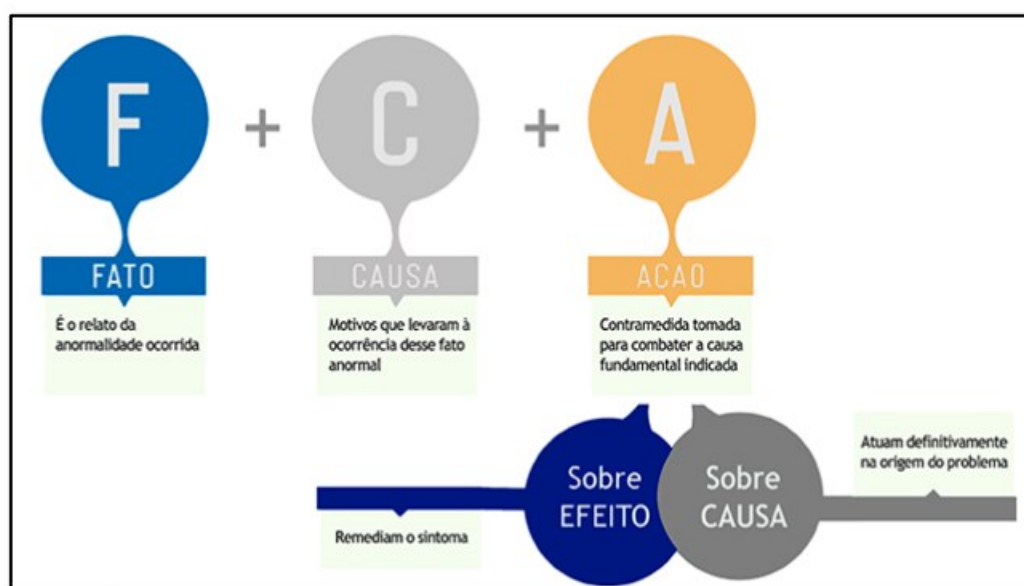 F + C + A
FATO
CAUSA
ACAO
É o relato da
anormalidade ocorrida
Motivos que levaram à
ocorrência desse fato
anormal
Contramedida tomada
para combater a causa
fundamental indicada
Sobre
EFEITO
Sobre
CAUSA
Remediam o sintoma
Atuam definitivamente
na origem do problema